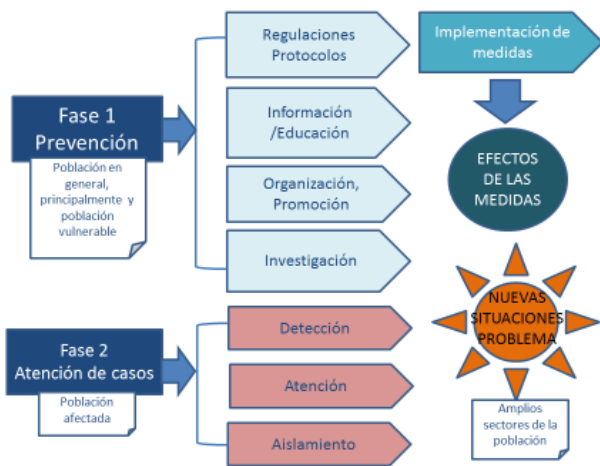 Fase 1
Prevención
Población en
general,
principalmente y
población
vulnerable
Regulaciones
Protocolos
Información
/Educación
Organización,
Promoción
Investigación
Implementación de
medidas
EFECTOS
DE LAS
MEDIDAS
NUEVAS
SITUACIONES
PROBLEMA
Amplios
sectores de la
población
Fase 2
Atención de casos
Población
afectada
Detección
Atención
Aislamiento